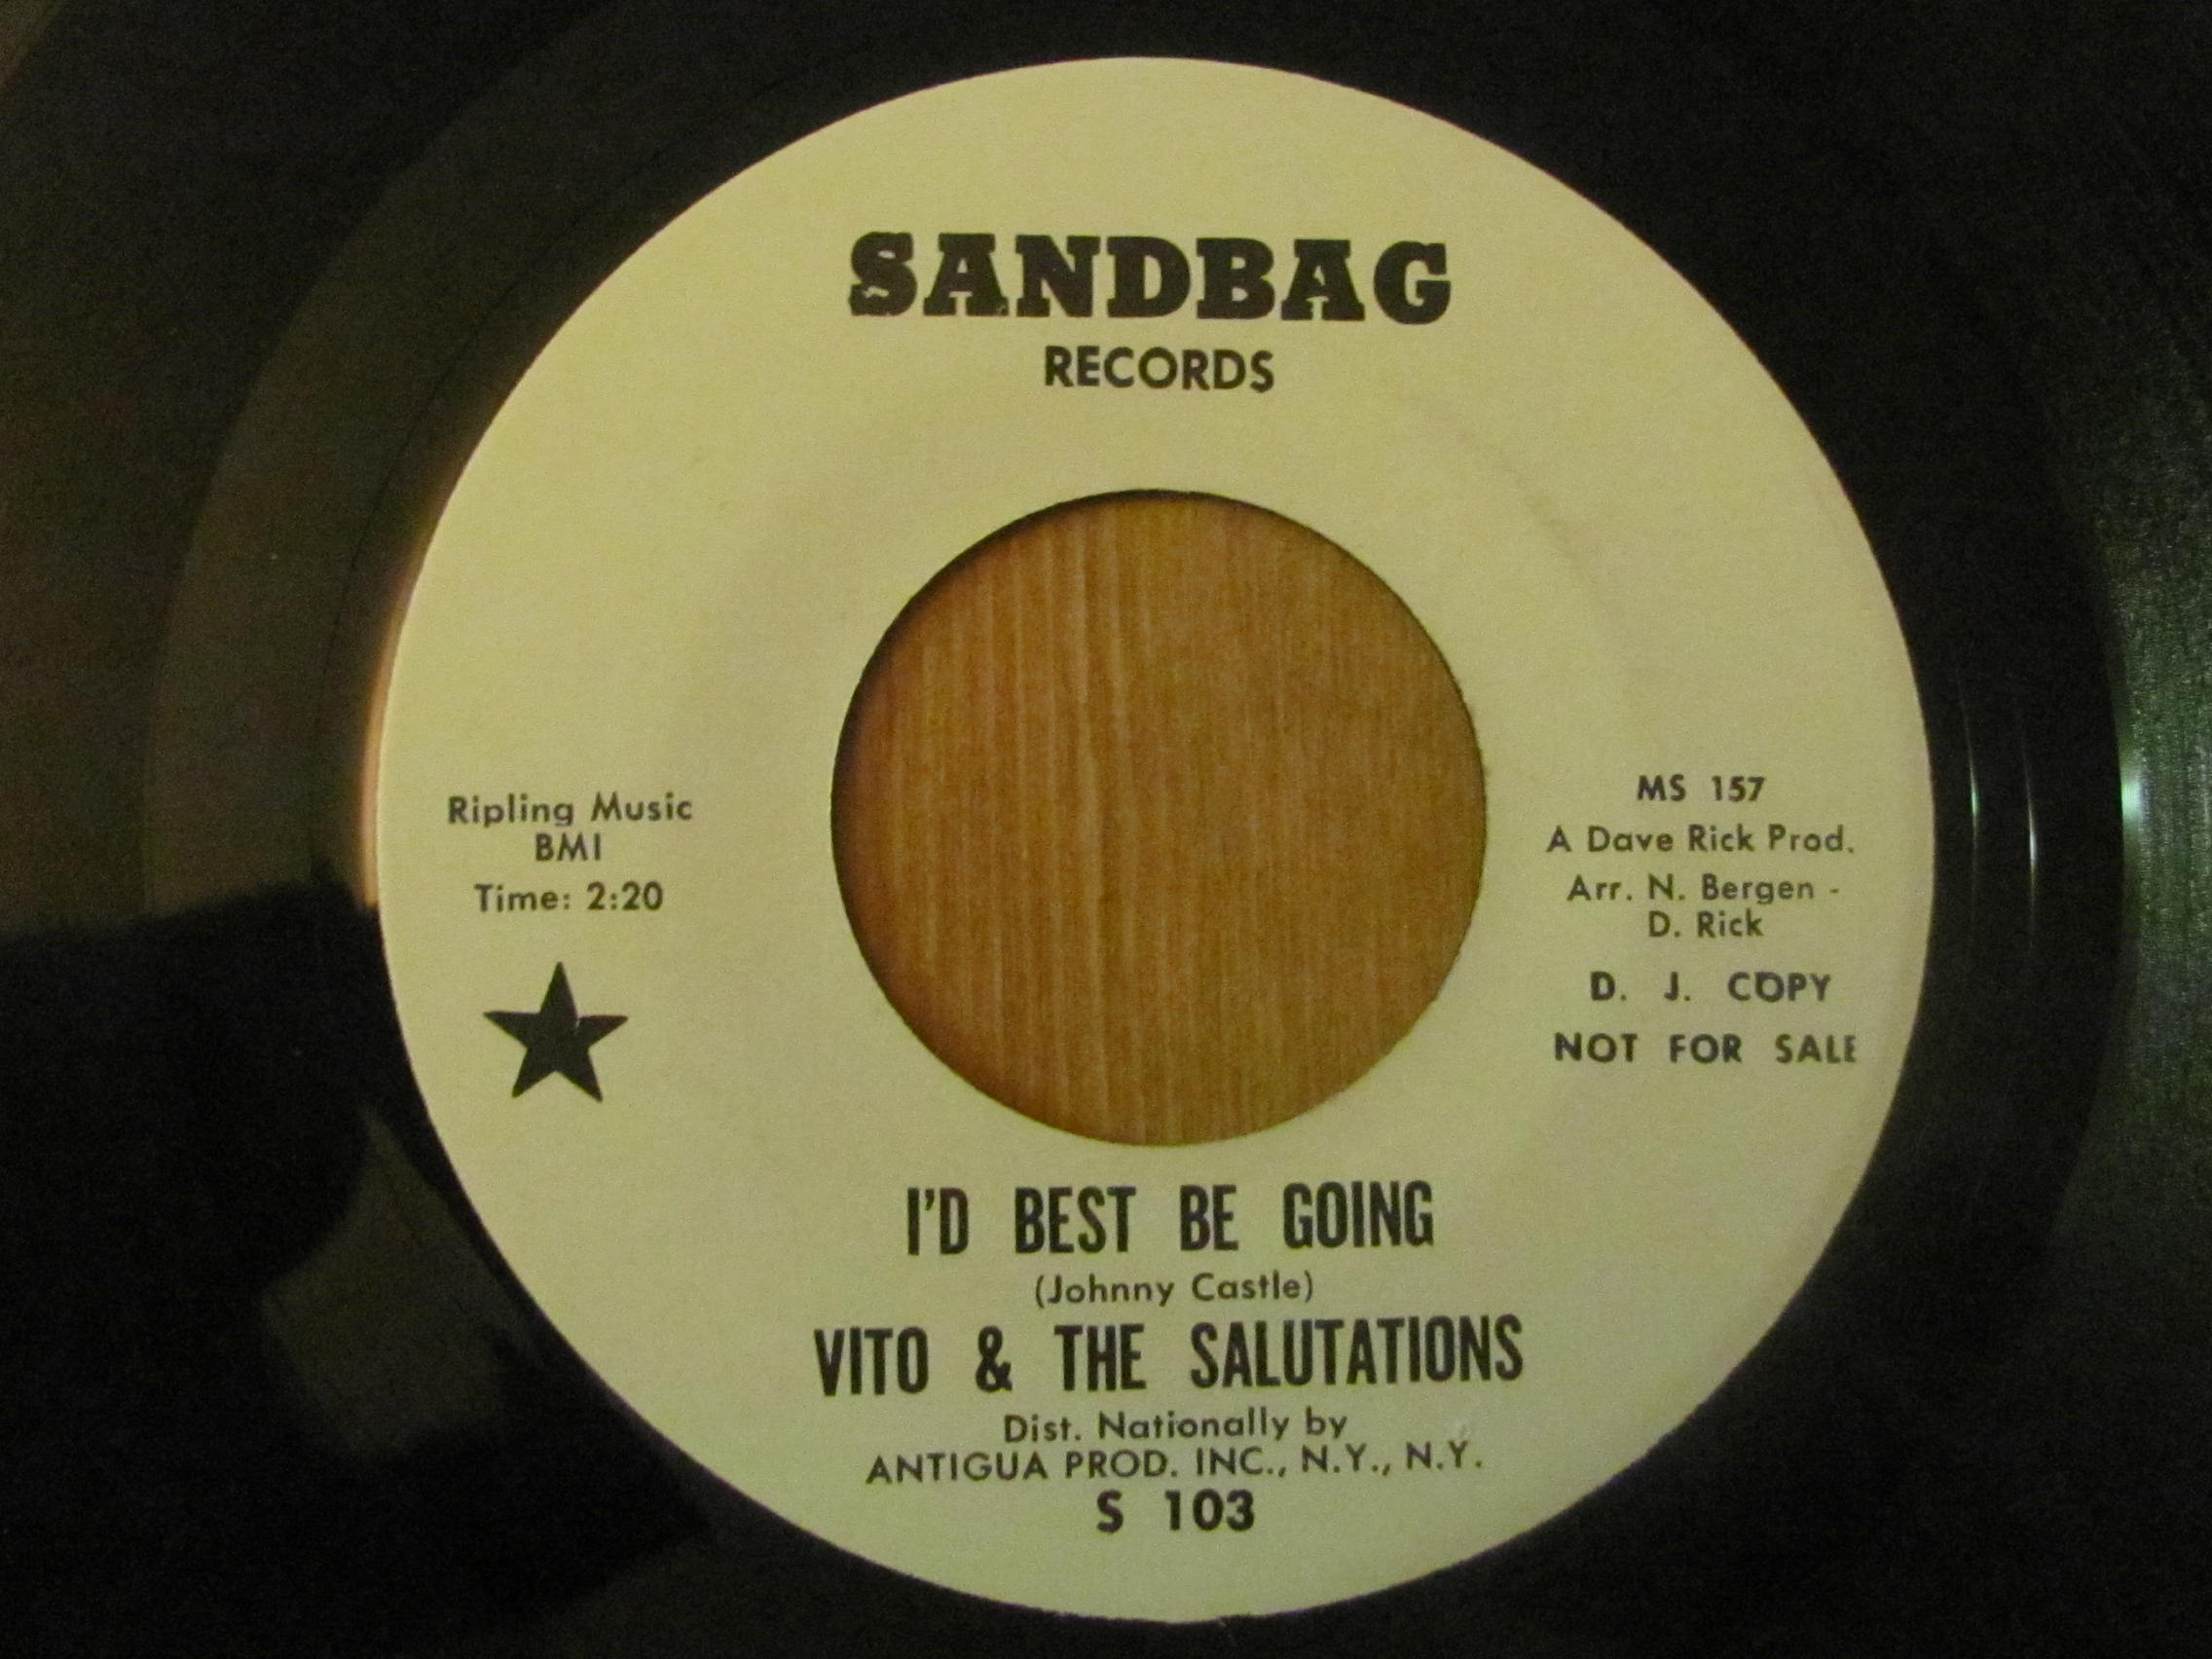 SANDBAG
RECORDS
Ripling Music
BMI
Time: 2:20
MS 157
A Dave Rick Prod.
Arr. N. Bergen -
D. Rick
D. J. COPY
NOT FOR SALE
I'D BEST BE GOING
(Johnny Castle)
VITO & THE SALUTATIONS
Dist. Nationally by
ANTIGUA PROD. INC., N.Y., N.Y.
S 103